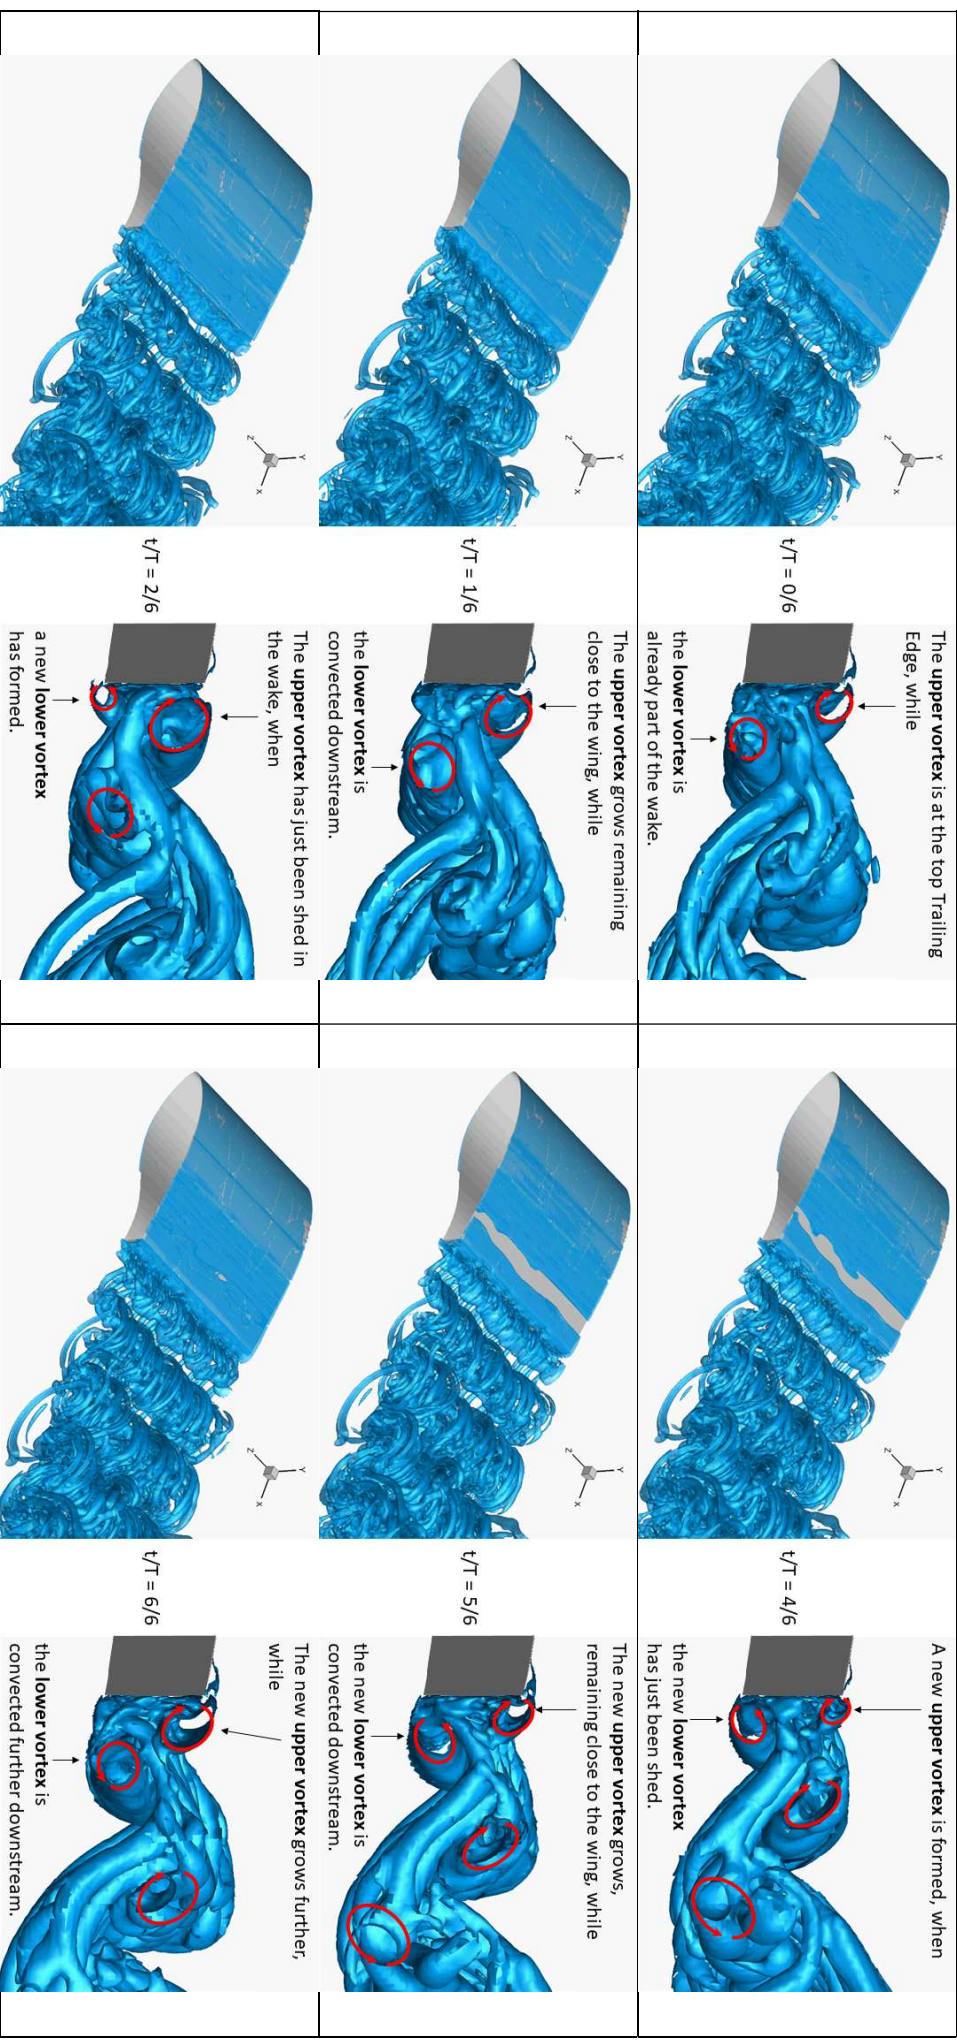 Y
Z
X
t/T = 0/6
The upper vortex is at the top Trailing
Edge, while
the lower vortex is
already part of the wake.
Y
Z
X
t/T = 1/6
The upper vortex grows remaining
close to the wing, while
the lower vortex is
convected downstream.
Y
Z
X
t/T = 2/6
The upper vortex has just been shed in
the wake, when
a new lower vortex
has formed.
Y
Z
X
t/T = 4/6
A new upper vortex is formed, when
the new lower vortex
has just been shed.
Y
Z
X
t/T = 5/6
The new upper vortex grows,
remaining close to the wing, while
the new lower vortex is
convected downstream.
Y
Z
X
t/T = 6/6
The new upper vortex grows further,
while
the lower vortex is
convected further downstream.